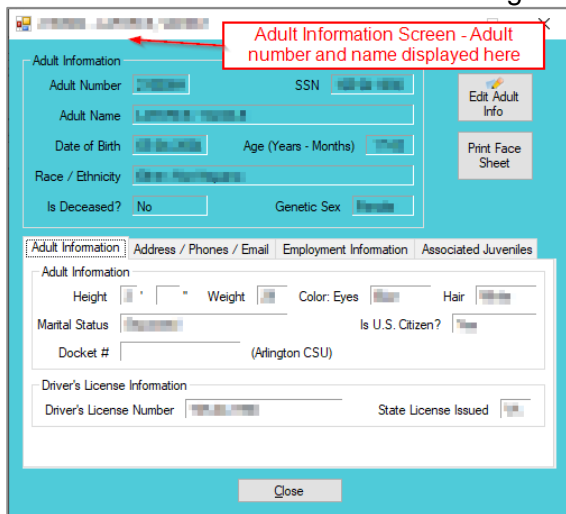 Adult Information Screen - Adult
number and name displayed here
Adult Information
Adult Number
SSN
Edit Adult
Info
Adult Name
Date of Birth
Age (Years - Months)
Print Face
Sheet
Race / Ethnicity
Is Deceased? No
Genetic Sex
Adult Information Address / Phones / Email Employment Information Associated Juveniles
Adult Information
Height ' " Weight Color: Eyes Hair
Marital Status Is U.S. Citizen?
Docket # (Arlington CSU)
Driver's License Information
Driver's License Number State License Issued
Close